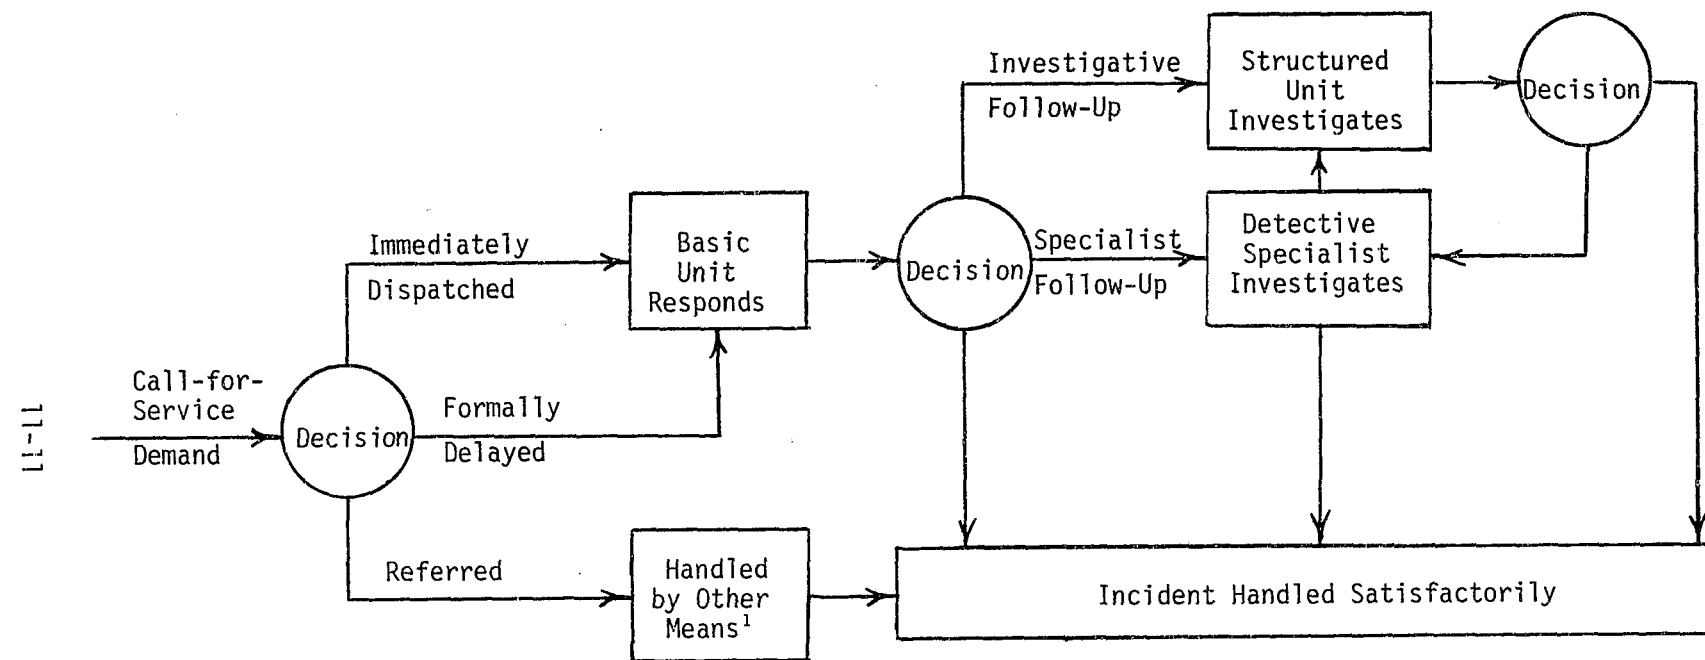 Call-for-
Service
Demand
Decision
Immediately
Dispatched
Formally
Delayed
Referred
Basic
Unit
Responds
Handled
by Other
Means¹
Decision
Investigative
Follow-Up
Specialist
Follow-Up
Structured
Unit
Investigates
Detective
Specialist
Investigates
Decision
Incident Handled Satisfactorily
11-11